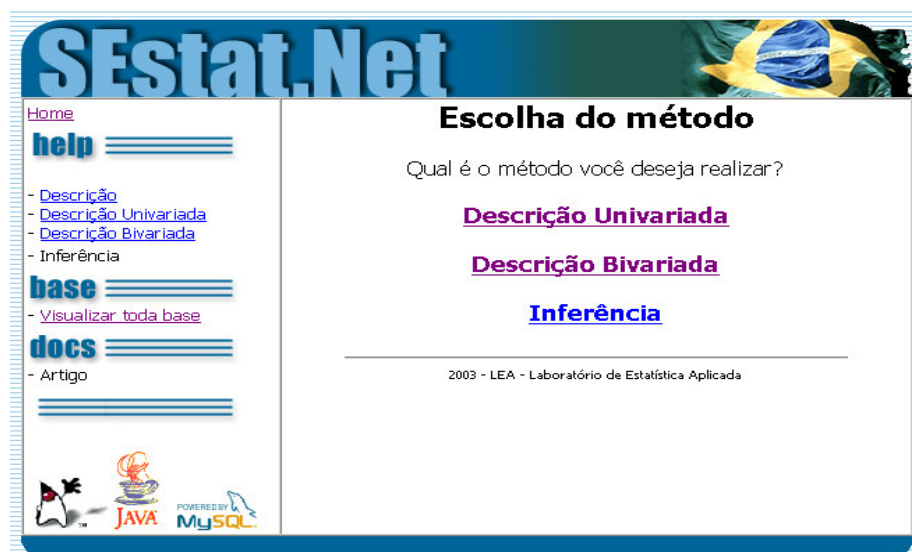 SEstat.Net
Home
help
- Descrição
- Descrição Univariada
- Descrição Bivariada
- Inferência
base
- Visualizar toda base
docs
- Artigo
JAVA
POWERED BY
MySQL
TM
Escolha do método
Qual é o método você deseja realizar?
Descrição Univariada
Descrição Bivariada
Inferência
2003 - LEA - Laboratório de Estatística Aplicada